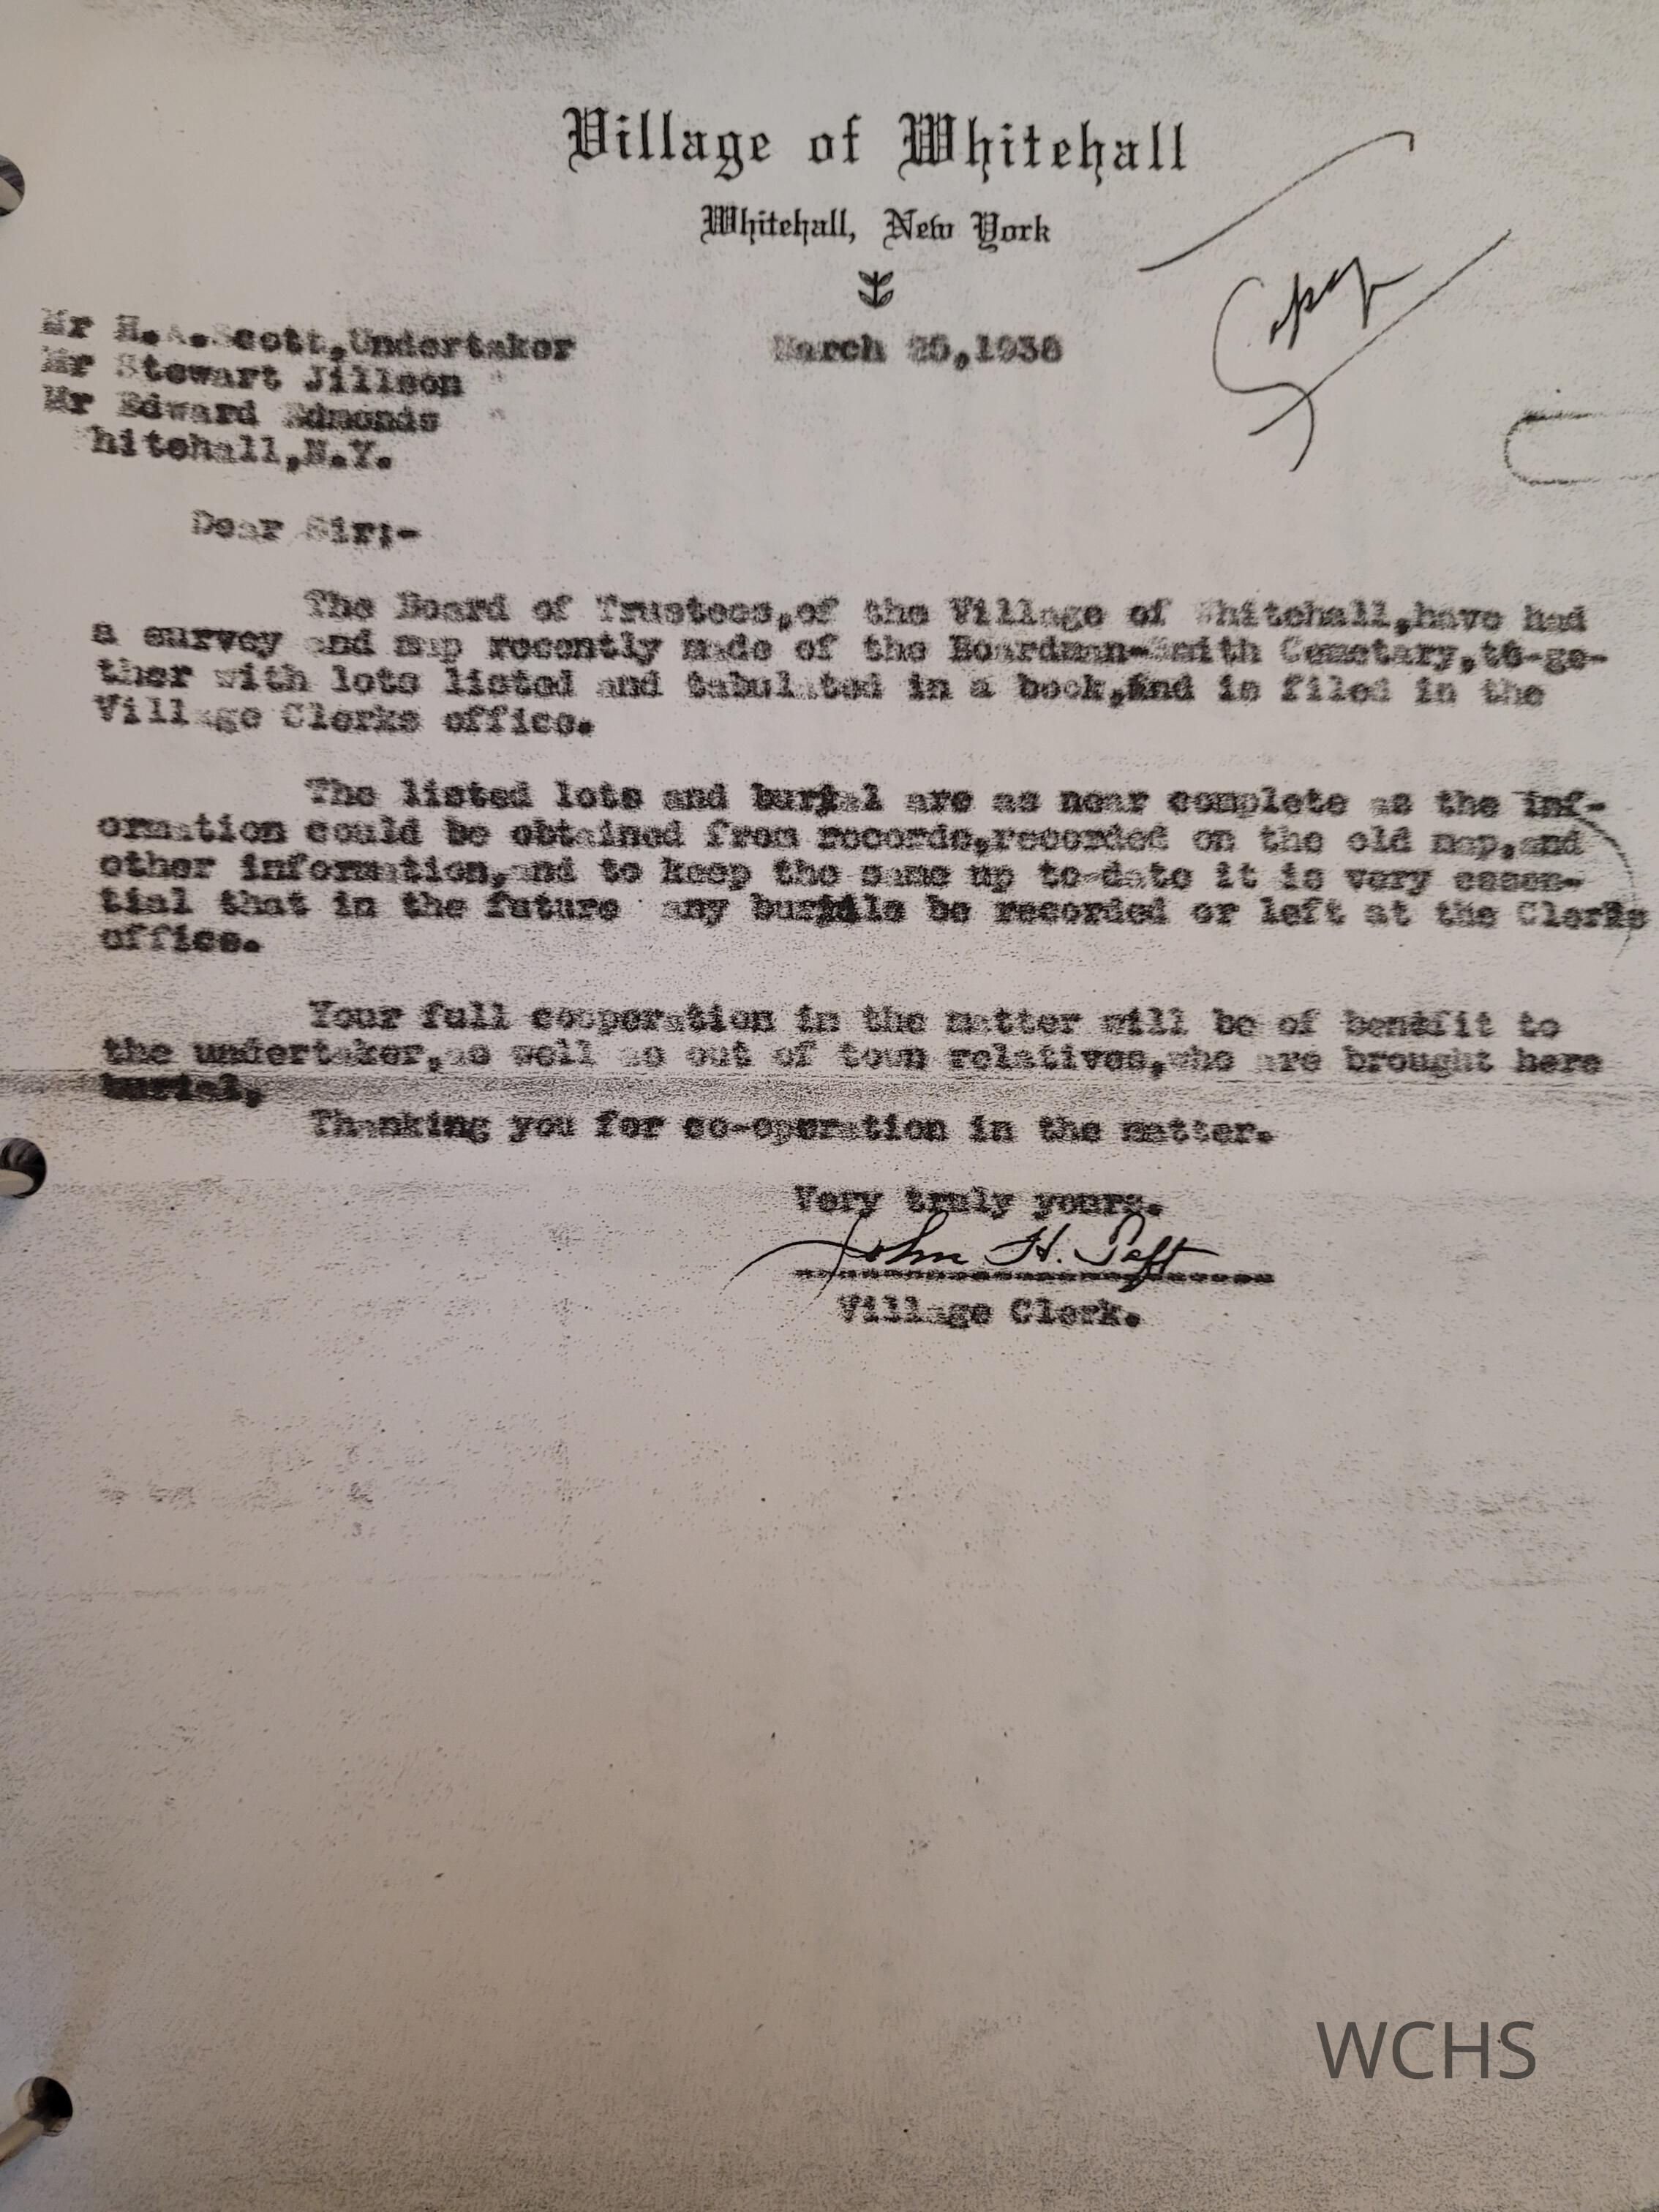 Village of Whitehall
Whitehall, New York
Copy
Mr H.A.Scott,Undertaker
March 25,1938
Mr Stewart Jillson "
Mr Edward Edmonds "
Whitehall,N.Y.
Dear Sir:-
The Board of Trustees,of the Village of Whitehall,have had
a survey and map recently made of the Boardman-Smith Cemetary,to-ge-
ther with lots listed and tabulated in a book,and is filed in the
Village Clerks office.
The listed lots and burial are as near complete as the inf-
ormation could be obtained from records,recorded on the old map,and
other information,and to keep the same up to-date it is very essen-
tial that in the future any burials be recorded or left at the Clerks
office.
Your full cooperation in the matter will be of benefit to
the undertaker,as well as out of town relatives,who are brought here
burial,
Thanking you for co-operation in the matter.
Very truly yours.
John H. Teft
Village Clerk.
WCHS